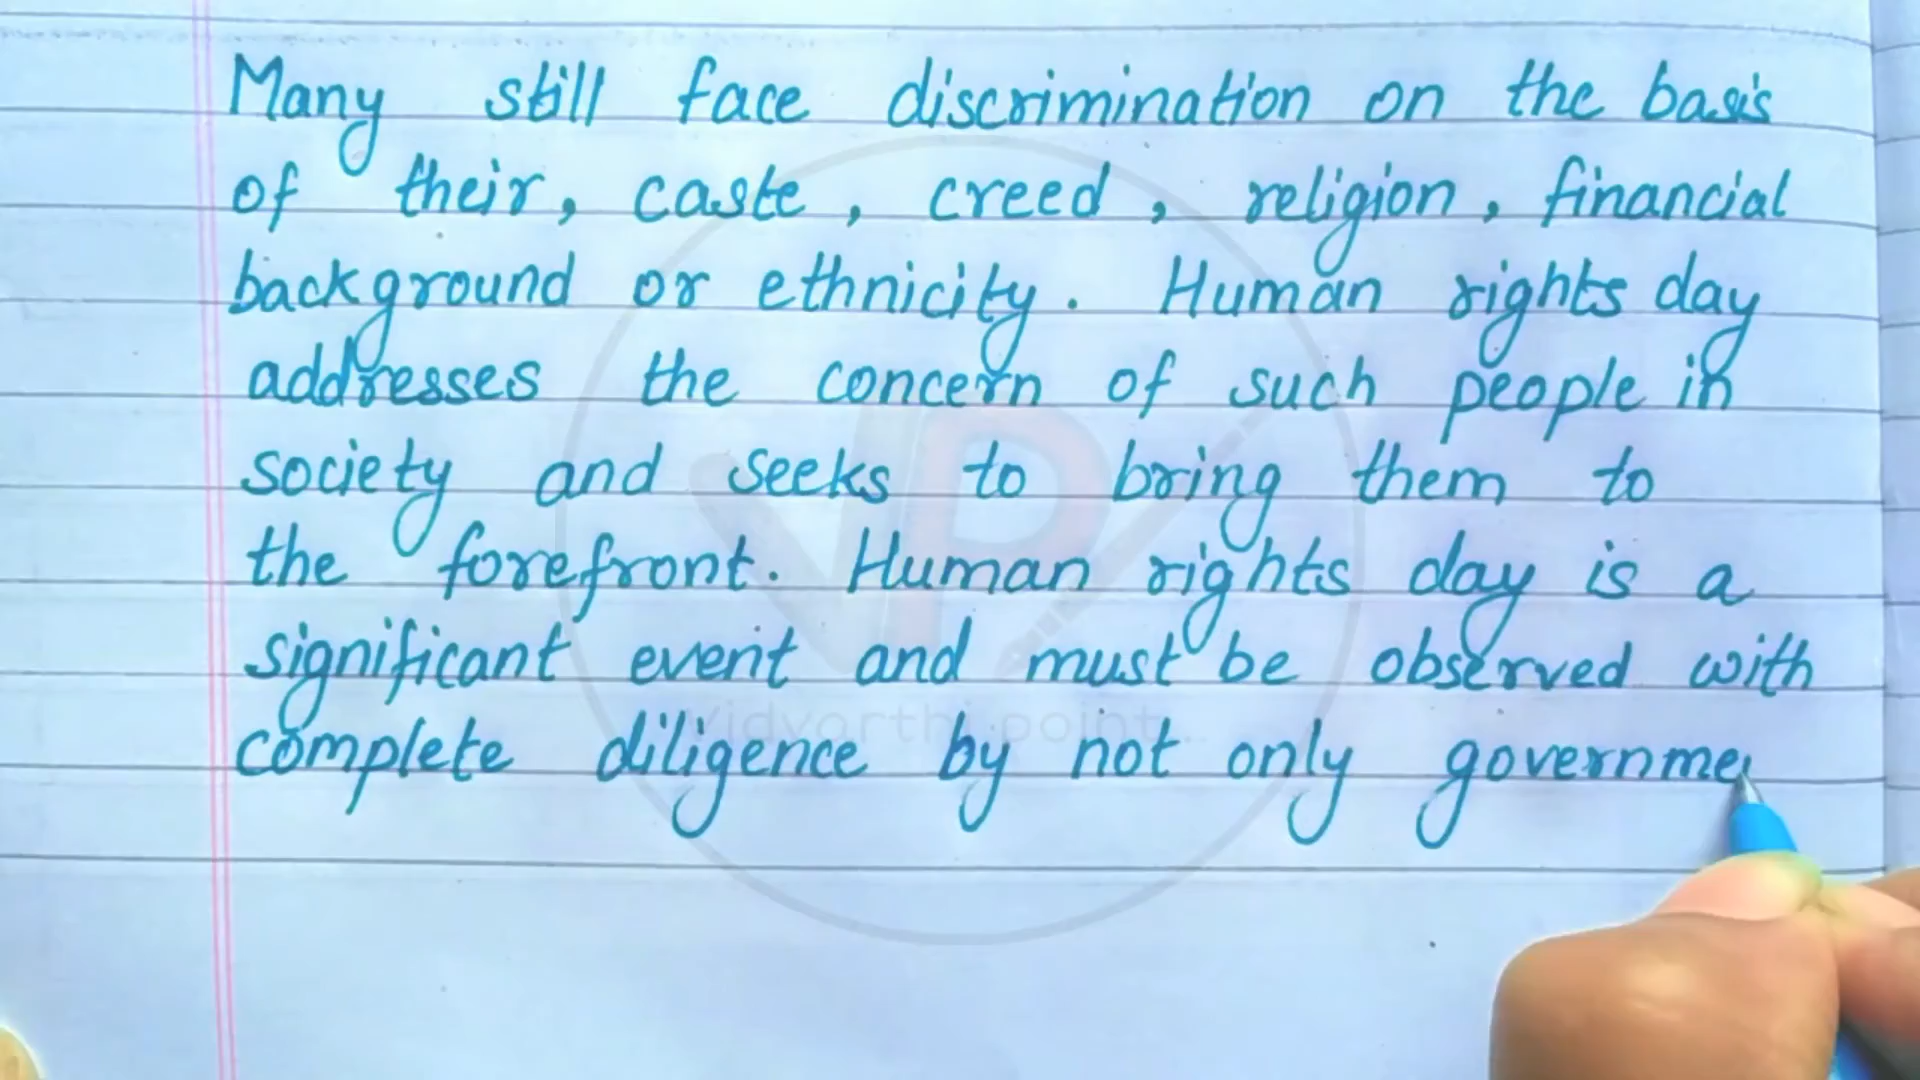 Many still face discrimination on the basis
of their, caste, creed, religion, financial
background or ethnicity. Human rights day
addresses the concern of such people in
society and seeks to bring them to
the forefront. Human rights day is a
significant event and must be observed with
complete diligence by not only governme
Vidyarthi point